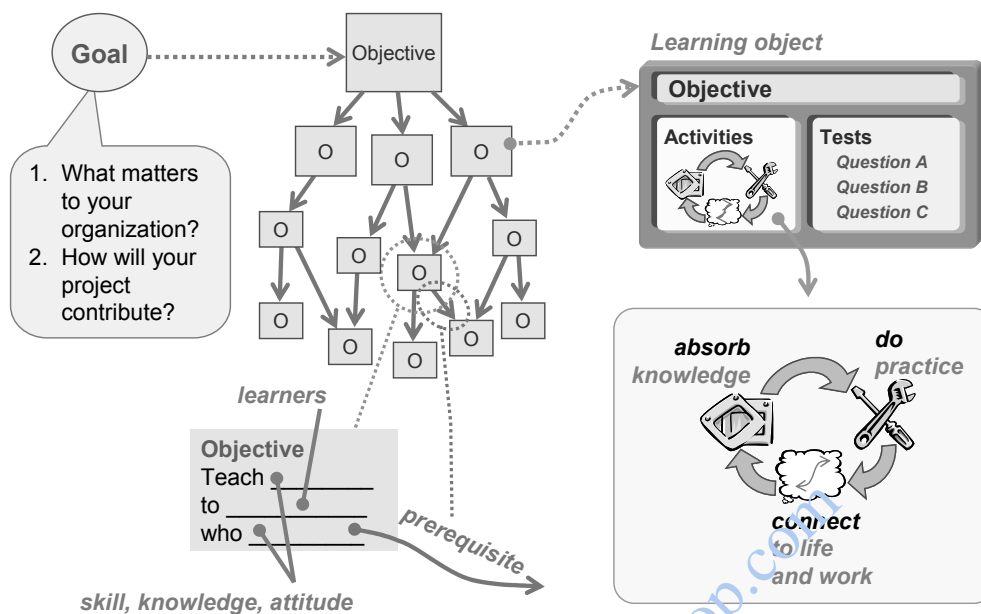 Goal
Objective
Learning object
Objective
Activities
Tests
Question A
Question B
Question C
1. What matters
to your
organization?
2. How will your
project
contribute?
O
O
O
O
O
O
O
O
O
O
O
O
learners
Objective
Teach
to
who
prerequisite
skill, knowledge, attitude
absorb
knowledge
do
practice
connect
to life
and work